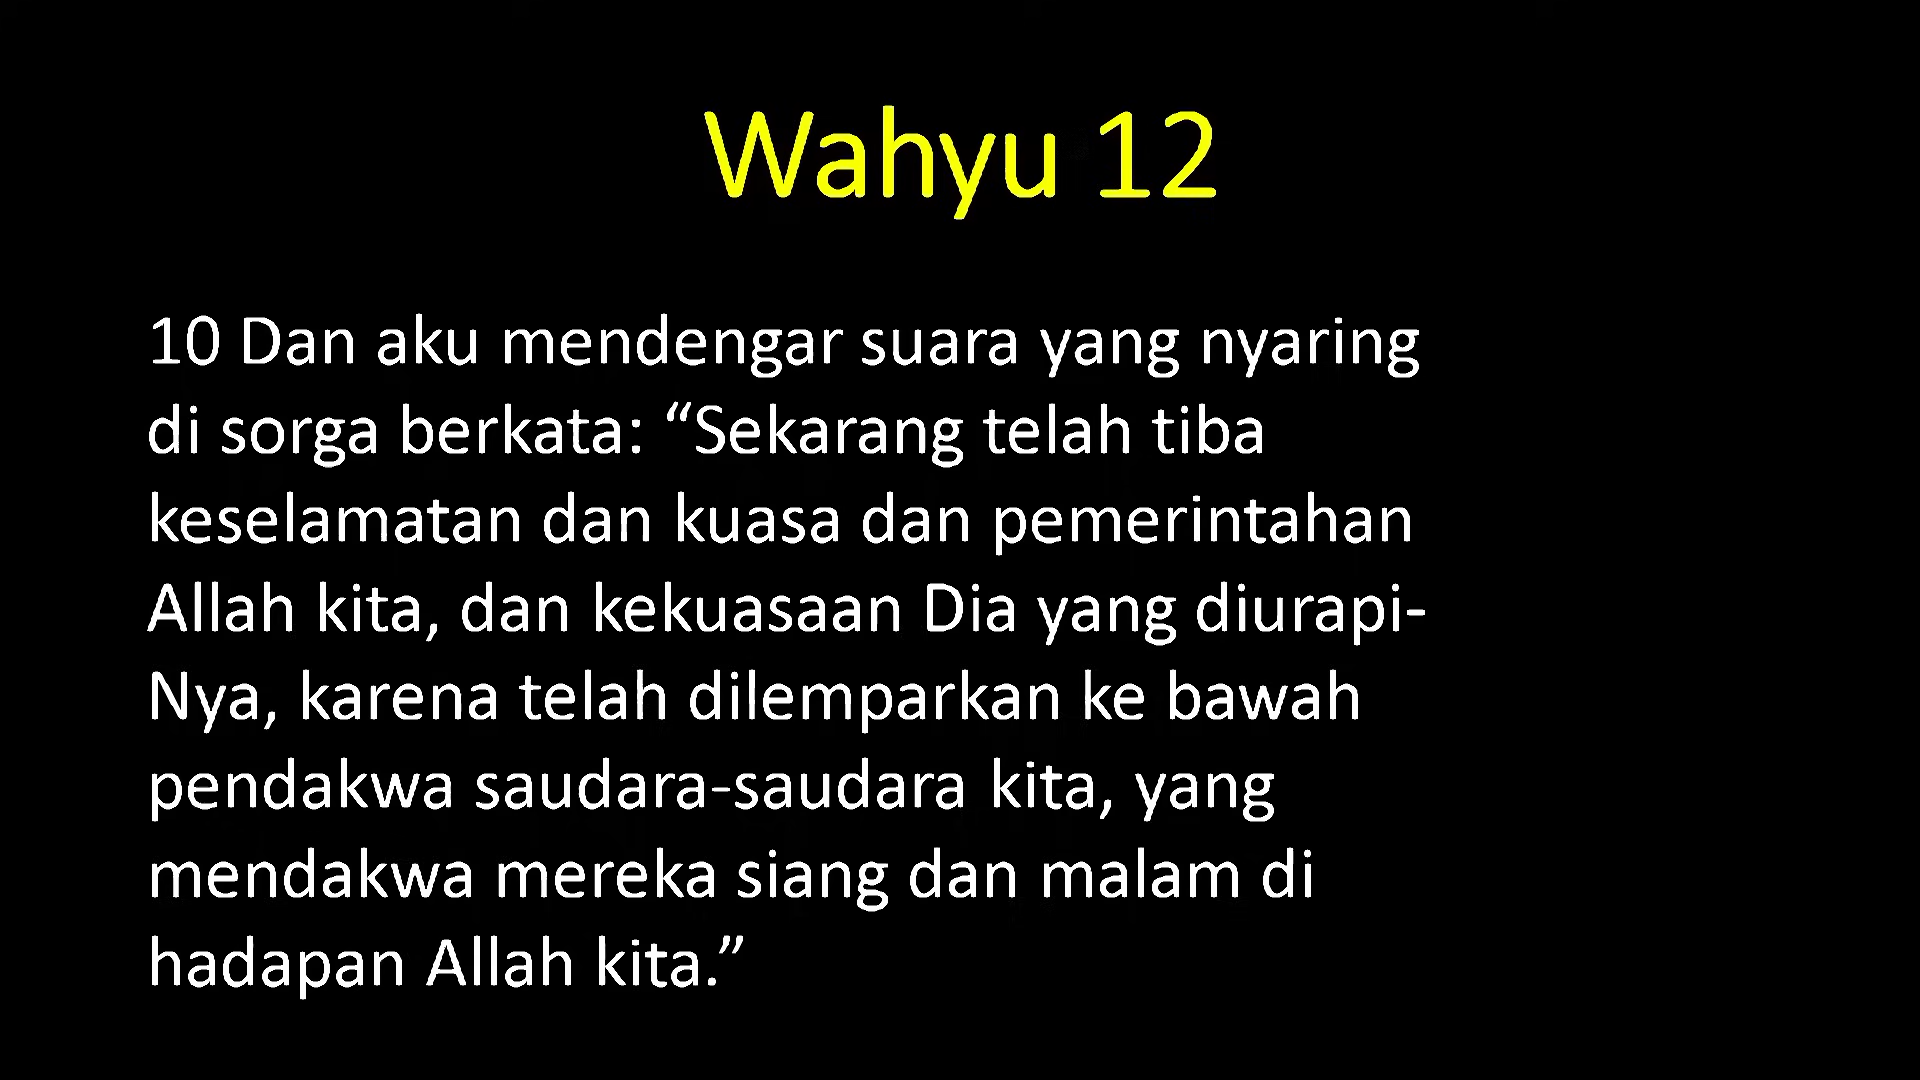 Wahyu 12
10 Dan aku mendengar suara yang nyaring
di sorga berkata: “Sekarang telah tiba
keselamatan dan kuasa dan pemerintahan
Allah kita, dan kekuasaan Dia yang diurapi-
Nya, karena telah dilemparkan ke bawah
pendakwa saudara-saudara kita, yang
mendakwa mereka siang dan malam di
hadapan Allah kita.”